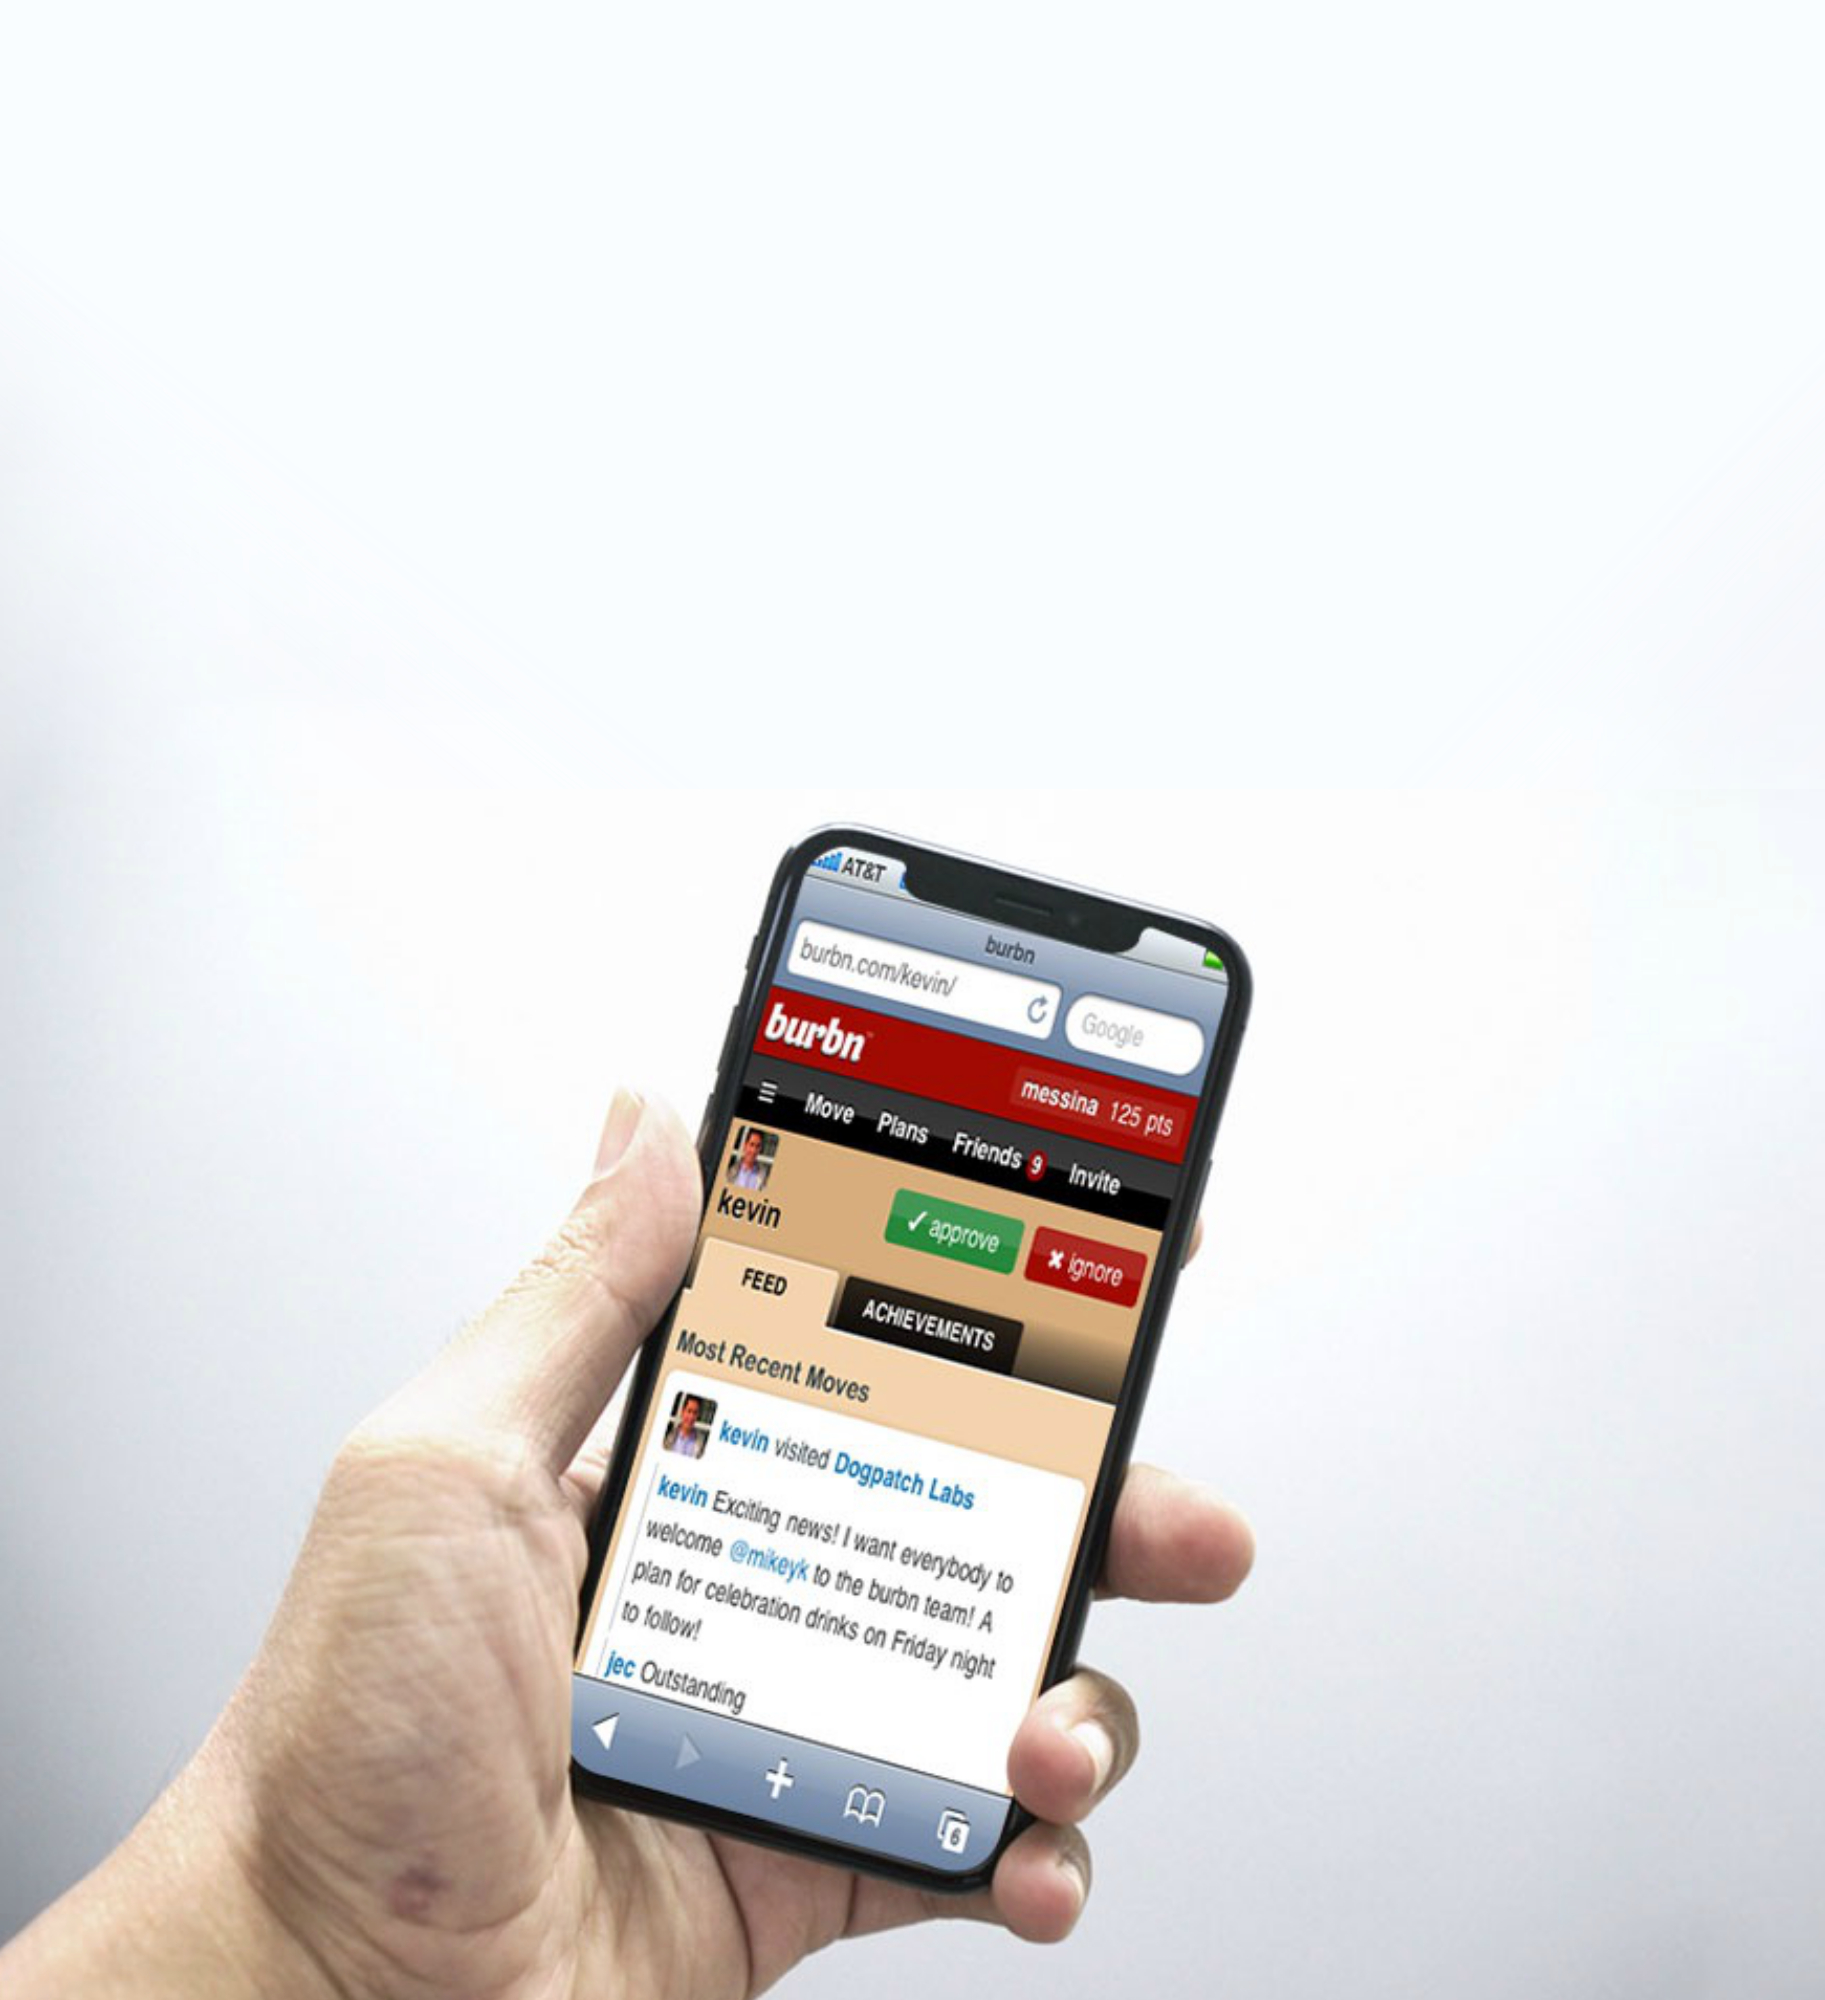 AT&T
burbn
burbn.com/kevin/
Google
burbn™
messina 125 pts
Move Plans Friends 9 Invite
kevin
✓ approve ✖ ignore
FEED ACHIEVEMENTS
Most Recent Moves
kevin visited Dogpatch Labs
kevin Exciting news! I want everybody to
welcome @mikeyk to the burbn team! A
plan for celebration drinks on Friday night
to follow!
jec Outstanding
6